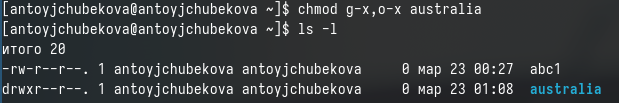 [antoyjchubekova@antoyjchubekova ~]$ chmod g-x,o-x australia
[antoyjchubekova@antoyjchubekova ~]$ ls -l
итого 20
-rw-r--r--. 1 antoyjchubekova antoyjchubekova 0 мар 23 00:27 abc1
drwxr--r--. 1 antoyjchubekova antoyjchubekova 0 мар 23 01:08 australia